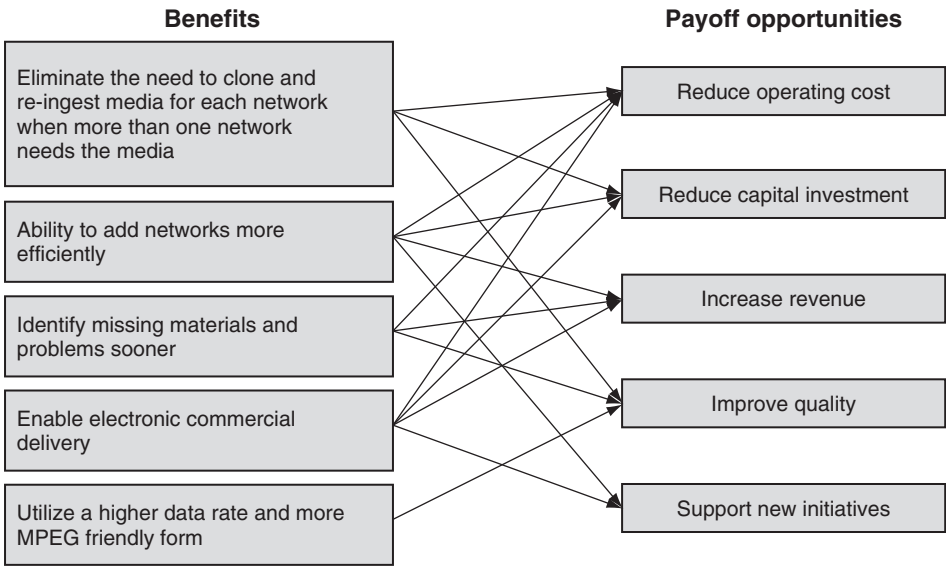 Benefits
Eliminate the need to clone and
re-ingest media for each network
when more than one network
needs the media
Ability to add networks more
efficiently
Identify missing materials and
problems sooner
Enable electronic commercial
delivery
Utilize a higher data rate and more
MPEG friendly form
Payoff opportunities
Reduce operating cost
Reduce capital investment
Increase revenue
Improve quality
Support new initiatives